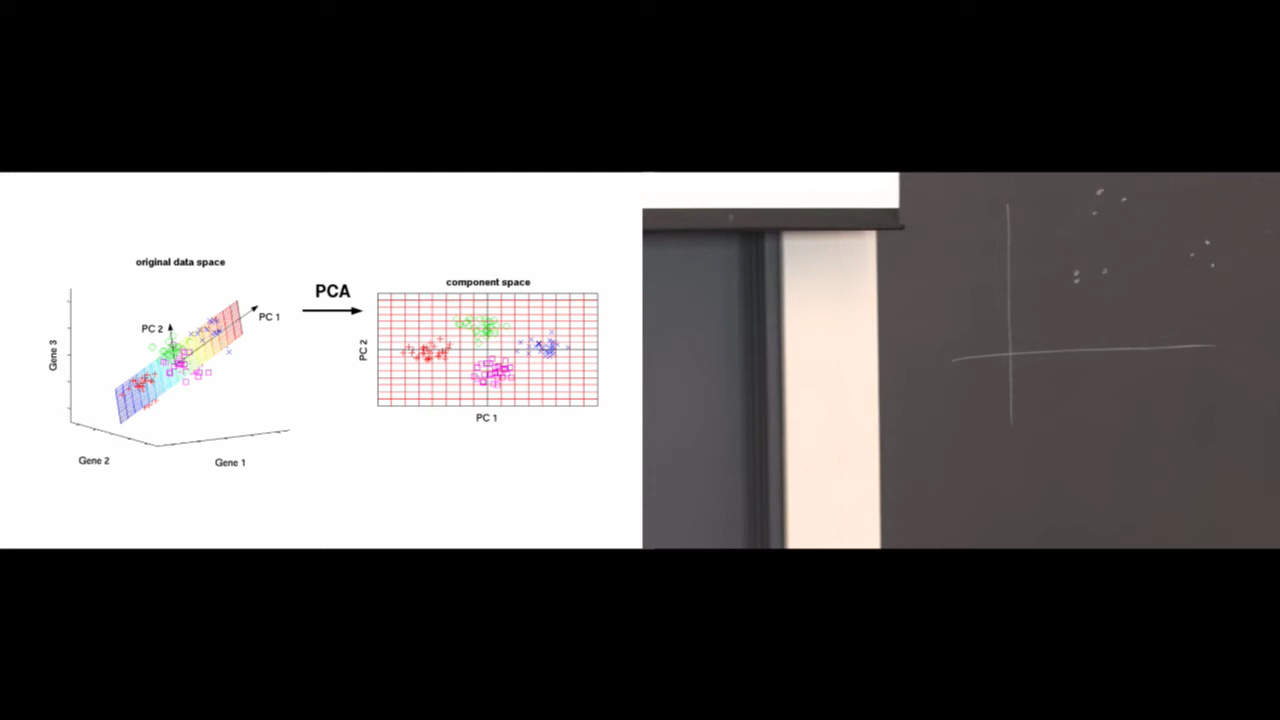 original data space
PC 1
PC 2
Gene 3
Gene 2
Gene 1
PCA
component space
PC 2
PC 1